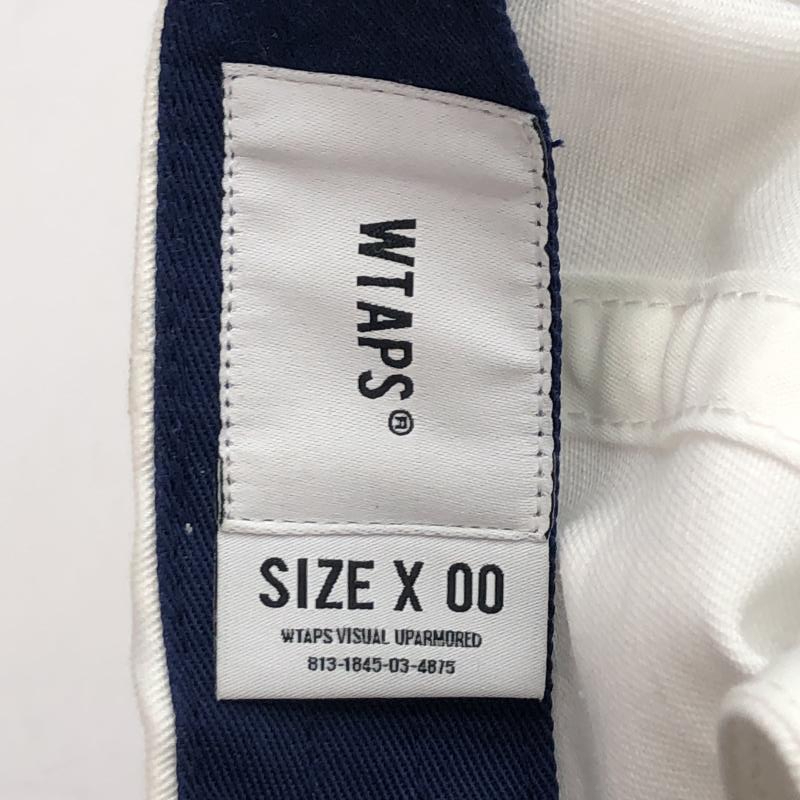 WTAPS®
SIZE X 00
WTAPS VISUAL UPARMORED
813-1845-03-4875